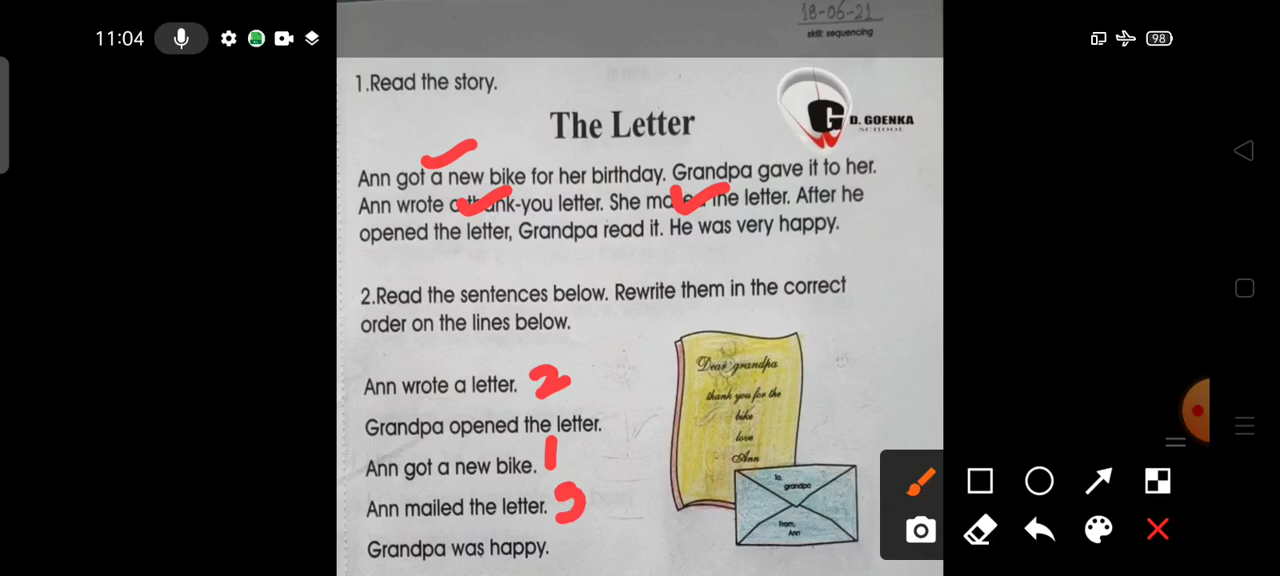 11:04
98
18-06-21
skill: sequencing
1.Read the story.
The Letter
G D. GOENKA
SCHOOL
Ann got a new bike for her birthday. Grandpa gave it to her.
Ann wrote a thank-you letter. She mailed the letter. After he
opened the letter, Grandpa read it. He was very happy.
2.Read the sentences below. Rewrite them in the correct
order on the lines below.
Ann wrote a letter. 2
Grandpa opened the letter.
Ann got a new bike. 1
Ann mailed the letter. 3
Grandpa was happy.
Dear grandpa
thank you for the
bike
love
Ann
To,
grandpa
From,
Ann